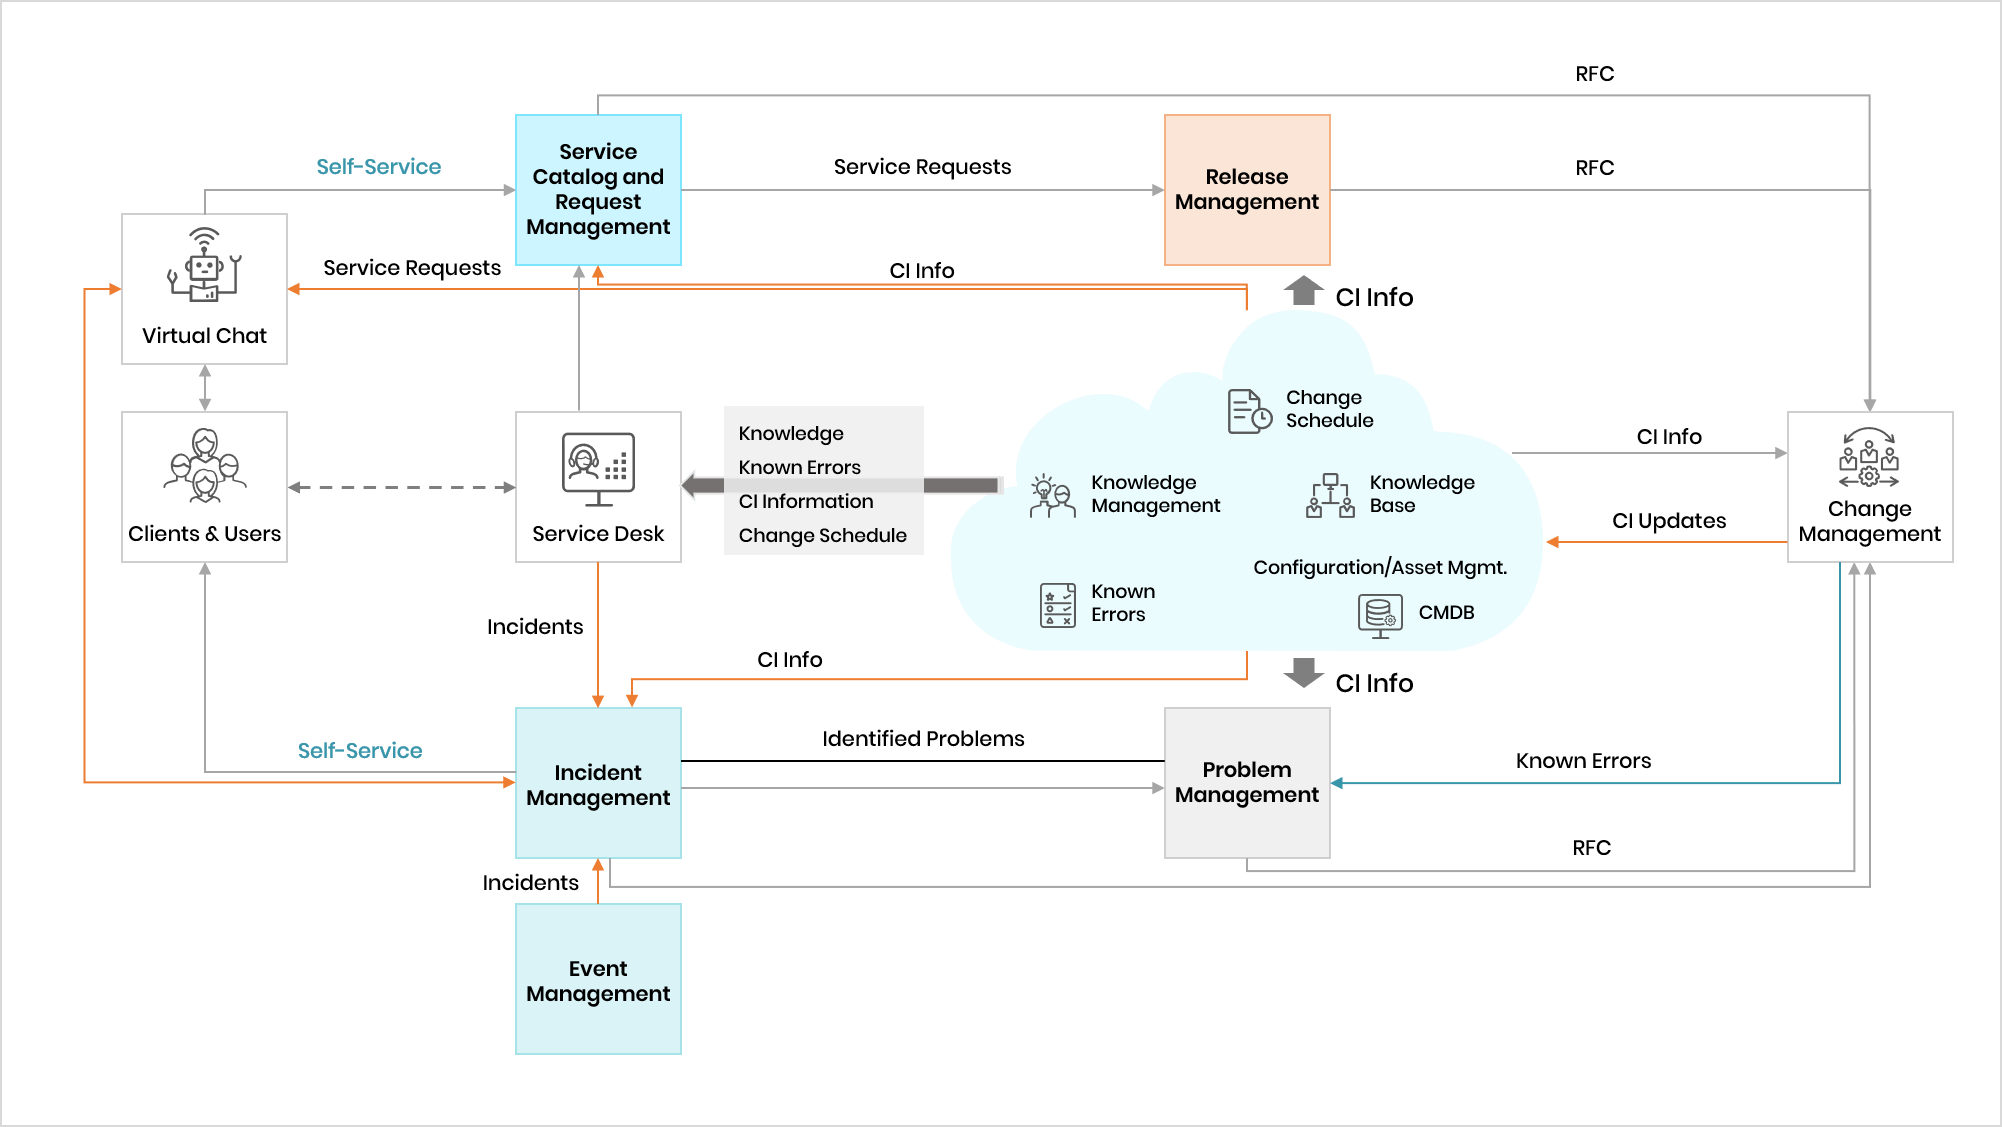 RFC
Self-Service
Service
Catalog and
Request
Management
Service Requests
Release
Management
RFC
Service Requests
CI Info
CI Info
Virtual Chat
Change
Schedule
Knowledge
Known Errors
CI Information
Change Schedule
CI Info
Knowledge
Management
Knowledge
Base
Clients & Users
Service Desk
Change
Management
CI Updates
Configuration/Asset Mgmt.
Known
Errors
CMDB
Incidents
CI Info
CI Info
Self-Service
Identified Problems
Incident
Management
Problem
Management
Known Errors
RFC
Incidents
Event
Management